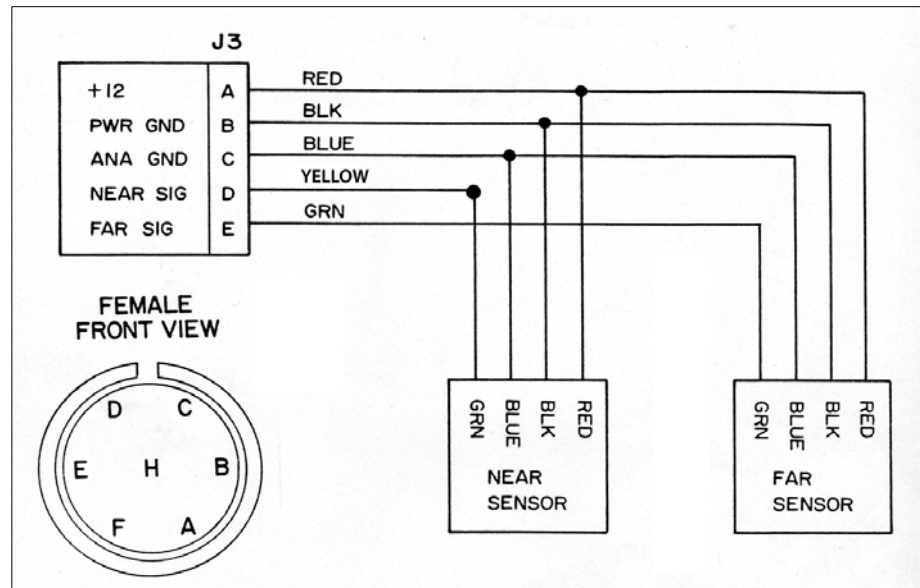 J3
+12 A RED
PWR GND B BLK
ANA GND C BLUE
NEAR SIG D YELLOW
FAR SIG E GRN
FEMALE
FRONT VIEW
D C
E H B
F A
GRN BLUE BLK RED
NEAR
SENSOR
GRN BLUE BLK RED
FAR
SENSOR